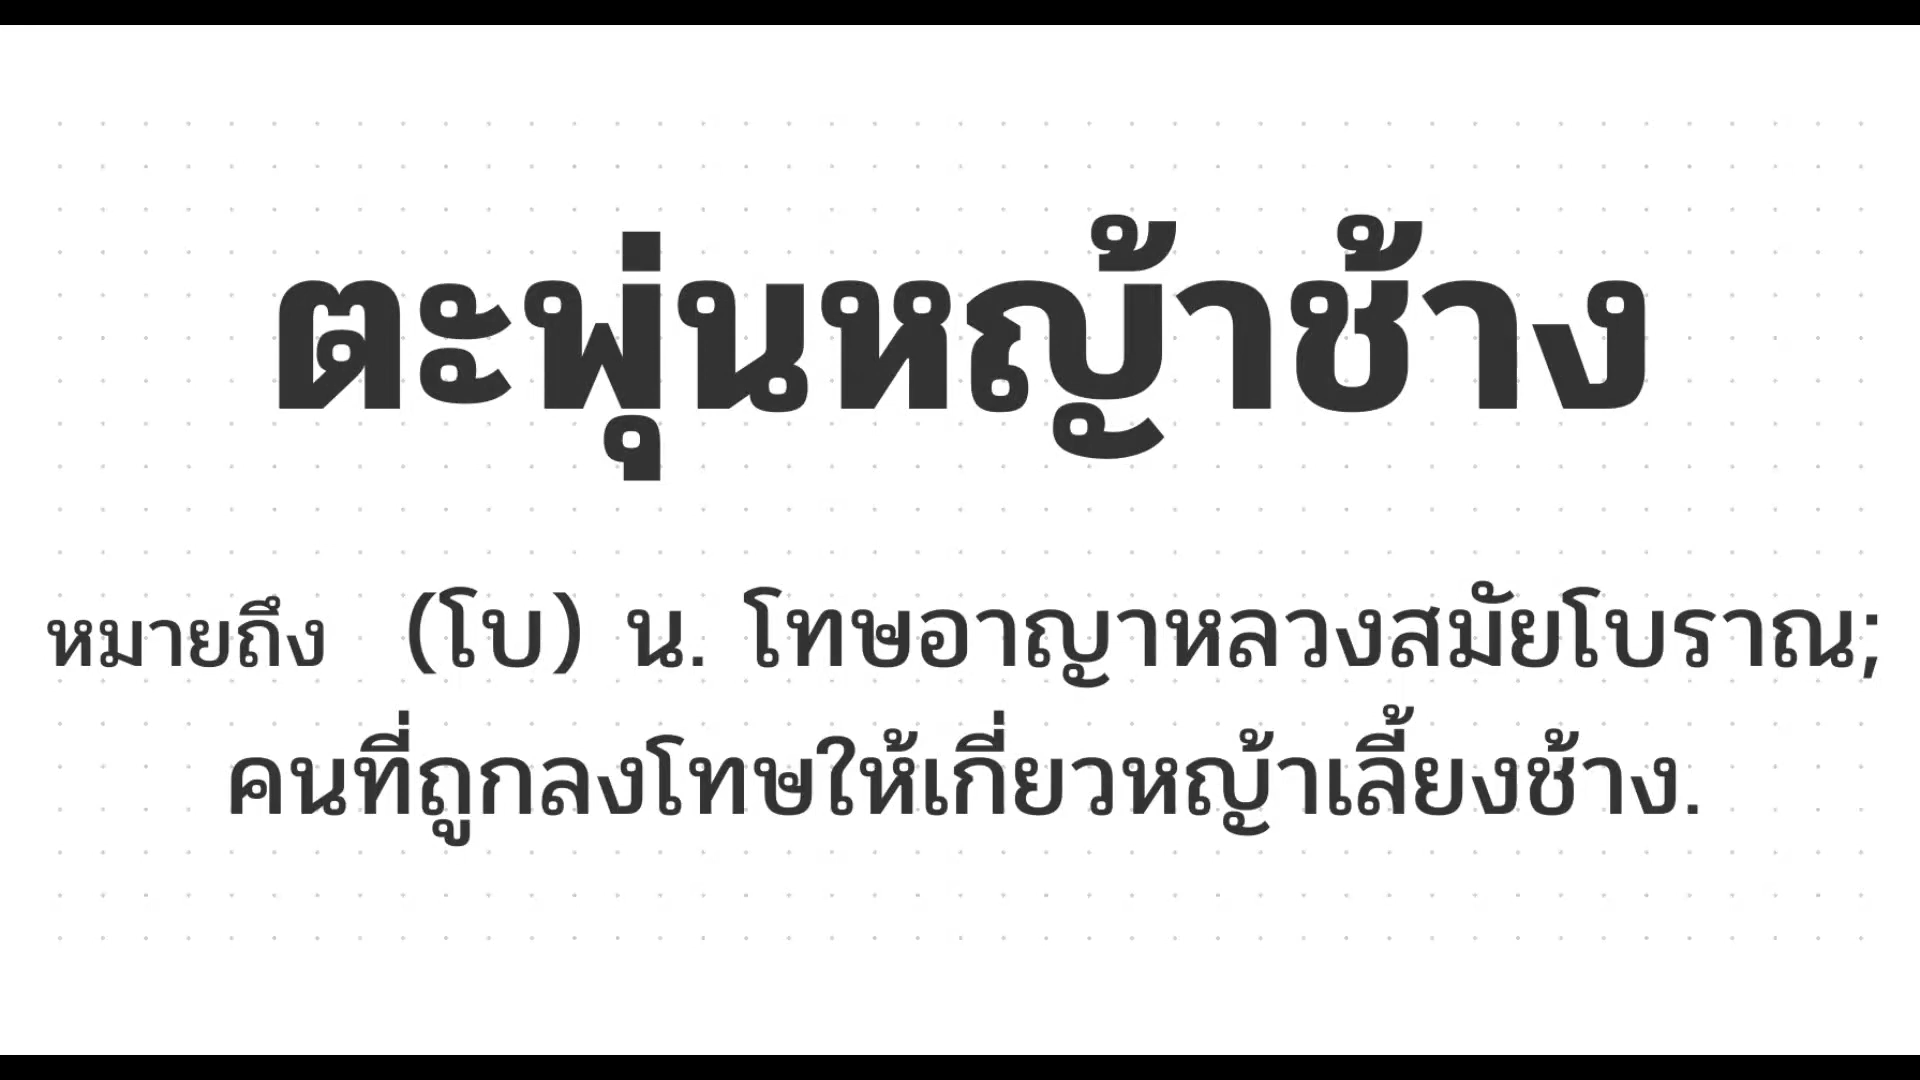 ตะพุ่นหญ้าช้าง
หมายถึง (โบ) น. โทษอาญาหลวงสมัยโบราณ;
คนที่ถูกลงโทษให้เกี่ยวหญ้าเลี้ยงช้าง.